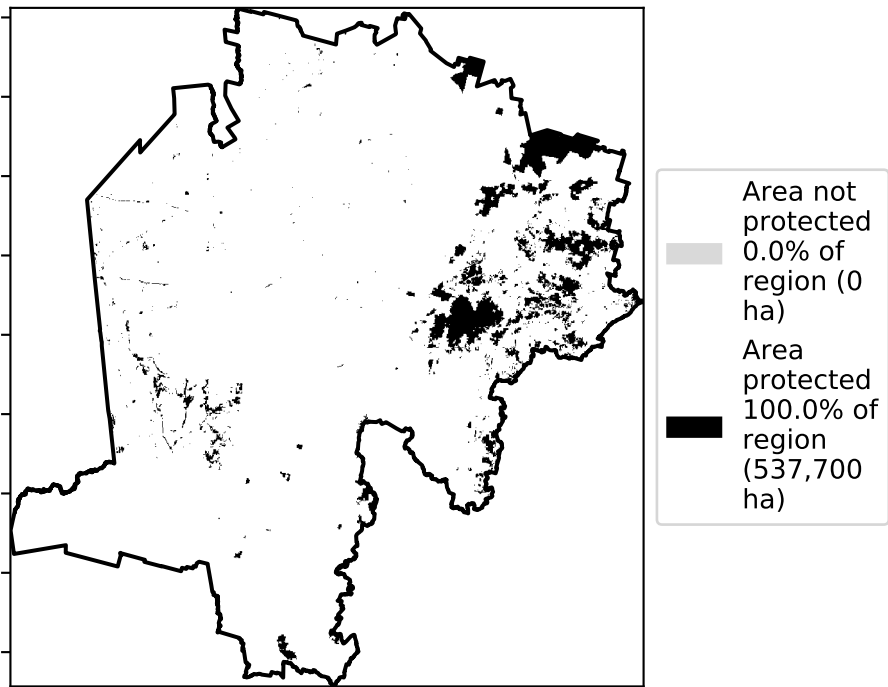 Area not
protected
0.0% of
region (0
ha)
Area
protected
100.0% of
region
(537,700
ha)